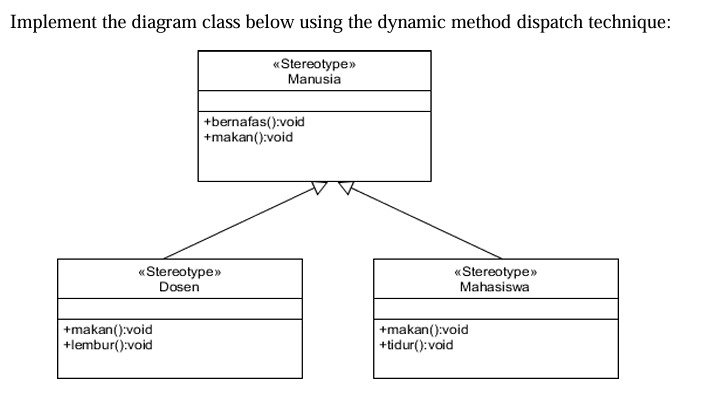 Implement the diagram class below using the dynamic method dispatch technique:
«Stereotype»
Manusia
+bernafas():void
+makan():void
«Stereotype»
Dosen
+makan():void
+lembur():void
«Stereotype»
Mahasiswa
+makan():void
+tidur():void